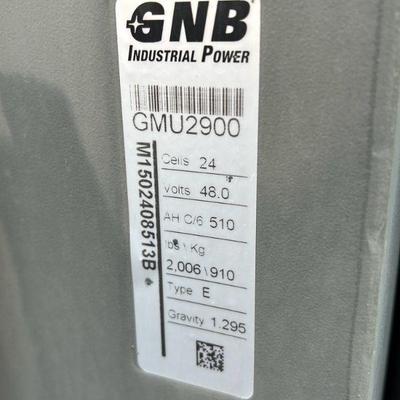 GNB
INDUSTRIAL POWER
GMU2900
M1502408513B
Cells 24
Volts 48.0
AH C/6 510
lbs \ Kg
2,006\910
Type E
Gravity 1.295